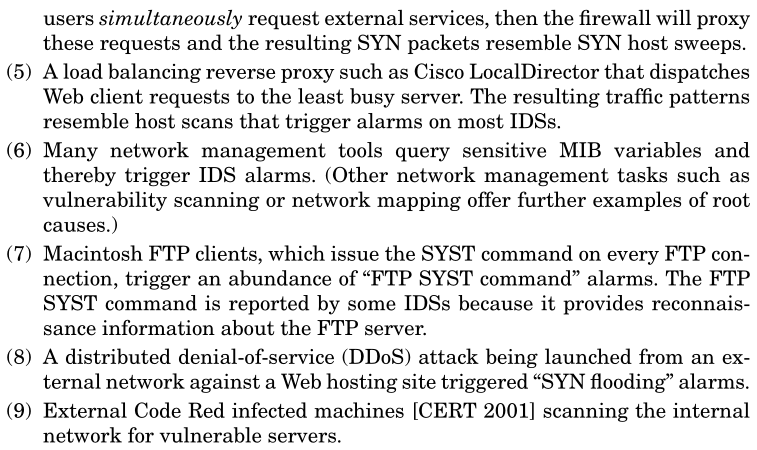 users simultaneously request external services, then the firewall will proxy
these requests and the resulting SYN packets resemble SYN host sweeps.
(5) A load balancing reverse proxy such as Cisco LocalDirector that dispatches
Web client requests to the least busy server. The resulting traffic patterns
resemble host scans that trigger alarms on most IDSs.
(6) Many network management tools query sensitive MIB variables and
thereby trigger IDS alarms. (Other network management tasks such as
vulnerability scanning or network mapping offer further examples of root
causes.)
(7) Macintosh FTP clients, which issue the SYST command on every FTP con-
nection, trigger an abundance of “FTP SYST command” alarms. The FTP
SYST command is reported by some IDSs because it provides reconnais-
sance information about the FTP server.
(8) A distributed denial-of-service (DDoS) attack being launched from an ex-
ternal network against a Web hosting site triggered “SYN flooding” alarms.
(9) External Code Red infected machines [CERT 2001] scanning the internal
network for vulnerable servers.